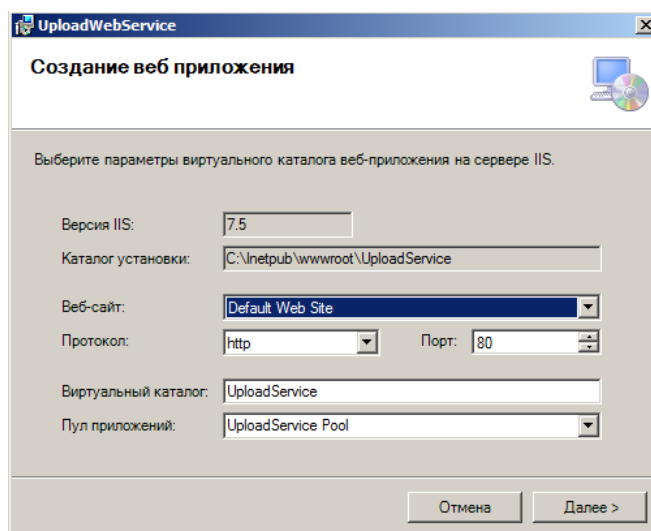 UploadWebService
Создание веб приложения
Выберите параметры виртуального каталога веб-приложения на сервере IIS.
Версия IIS: 7.5
Каталог установки: C:\Inetpub\wwwroot\UploadService
Веб-сайт: Default Web Site
Протокол: http Порт: 80
Виртуальный каталог: UploadService
Пул приложений: UploadService Pool
Отмена Далее >